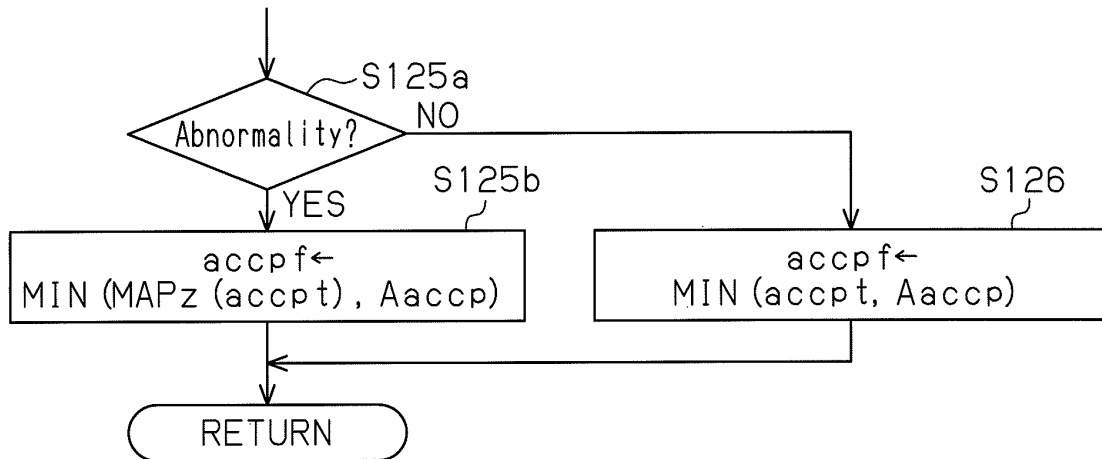 S125a
Abnormality?
NO
YES
S125b
accpf←
MIN (MAPz (accpt) , Aaccp)
S126
accpf←
MIN (accpt, Aaccp)
RETURN